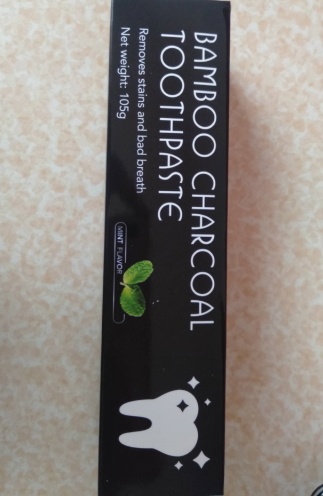 BAMBOO CHARCOAL
TOOTHPASTE
Removes stains and bad breath
Net weight: 105g
MINT FLAVOR